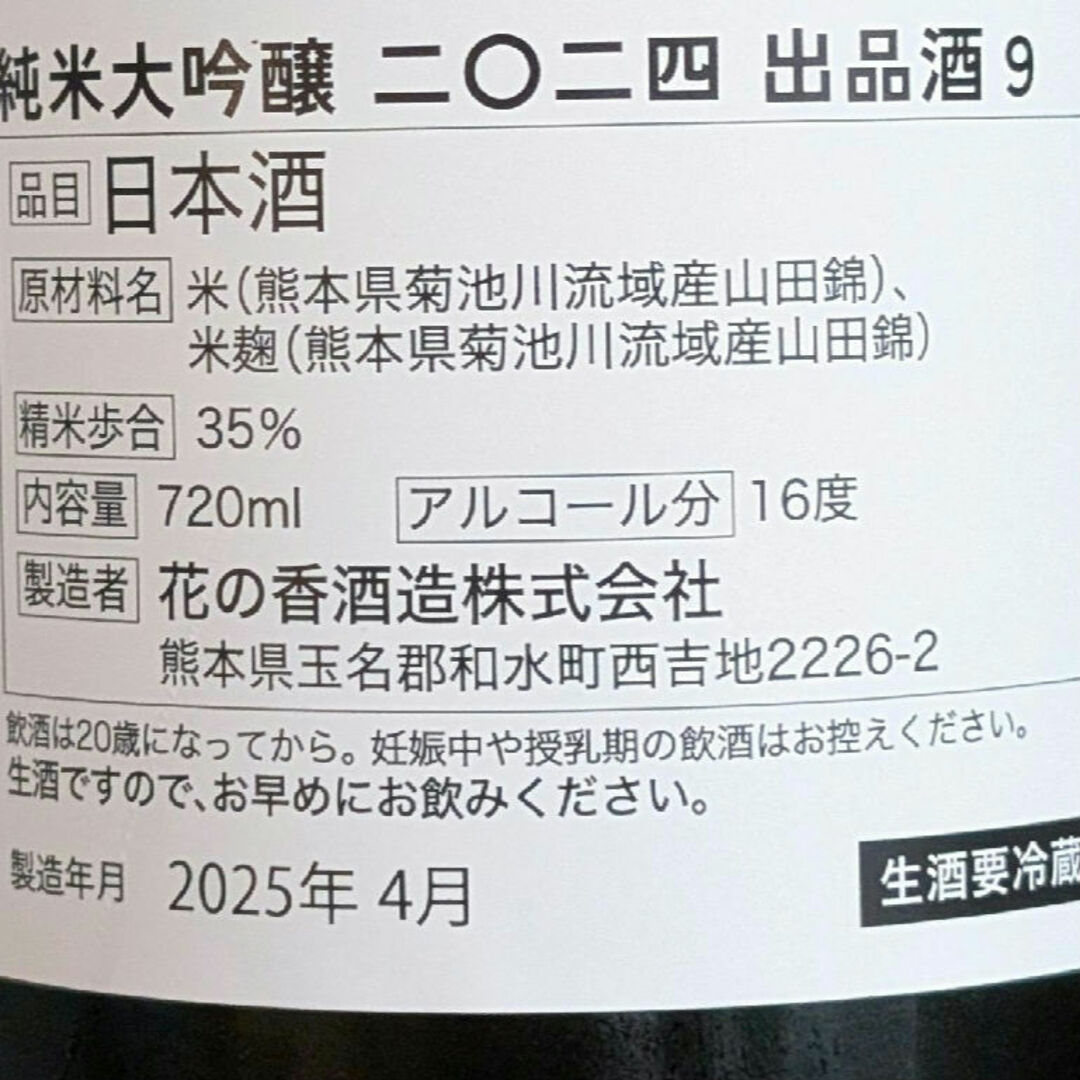 純米大吟醸 二〇二四 出品酒9
品目 日本酒
原材料名 米(熊本県菊池川流域産山田錦)、
米麹(熊本県菊池川流域産山田錦)
精米歩合 35%
内容量 720ml アルコール分 16度
製造者 花の香酒造株式会社
熊本県玉名郡和水町西吉地2226-2
飲酒は20歳になってから。妊娠中や授乳期の飲酒はお控えください。
生酒ですので、お早めにお飲みください。
製造年月 2025年 4月
生酒要冷蔵